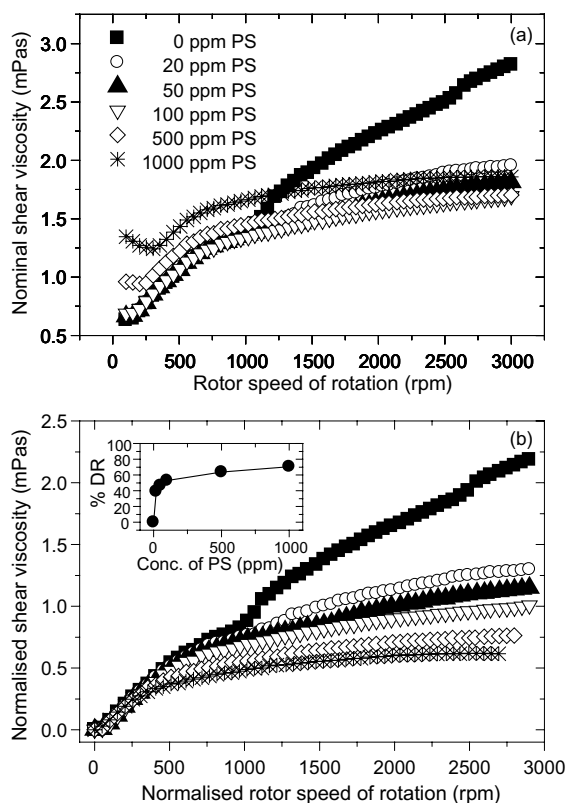 (a)
3.0
2.5
2.0
1.5
1.0
0.5
Nominal shear viscosity (mPas)
0 ppm PS
20 ppm PS
50 ppm PS
100 ppm PS
500 ppm PS
1000 ppm PS
0 500 1000 1500 2000 2500 3000
Rotor speed of rotation (rpm)
(b)
2.5
2.0
1.5
1.0
0.5
0.0
Normalised shear viscosity (mPas)
100
80
60
40
20
0
% DR
0 500 1000
Conc. of PS (ppm)
0 500 1000 1500 2000 2500 3000
Normalised rotor speed of rotation (rpm)